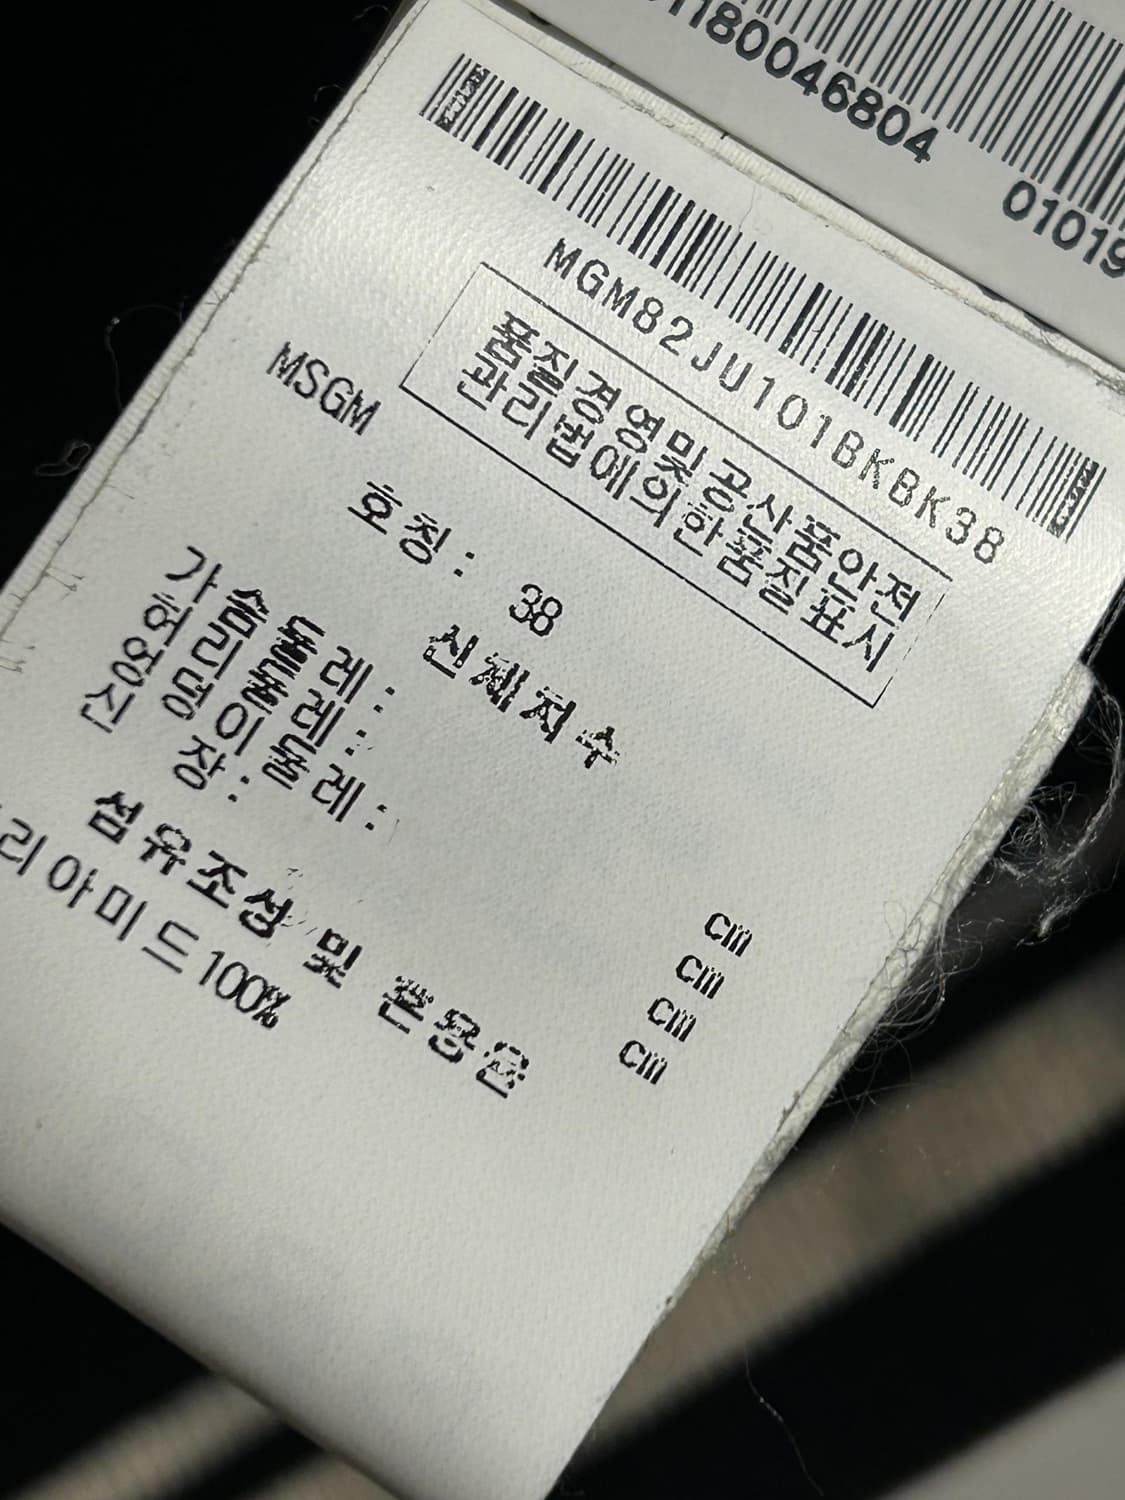 1180046804
01019
MGM82JU101BKBK38
품질경영및공산품안전
관리법에의한품질표시
MSGM
호칭: 38
신체치수
가슴둘레: cm
허리둘레: cm
엉덩이둘레: cm
신 장: cm
섬유조성 및 혼용율
리아미드100%